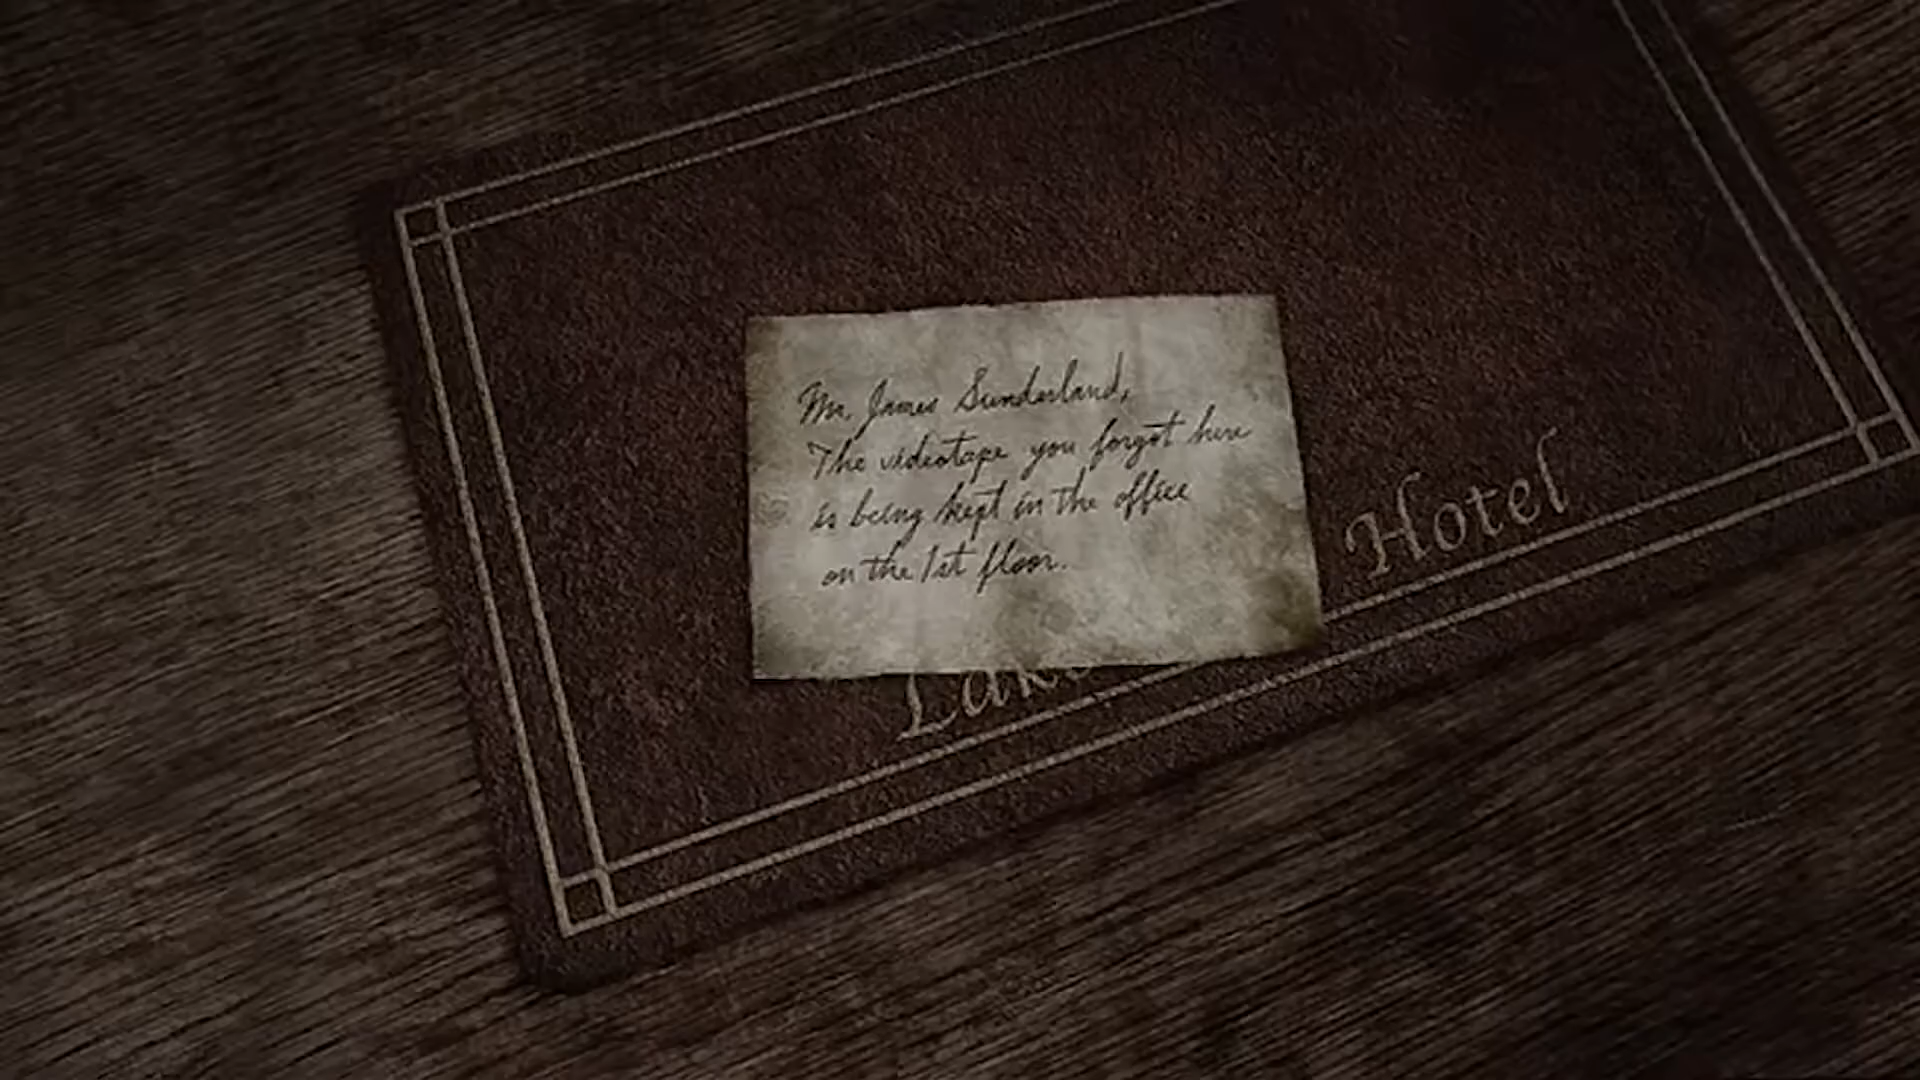 Mr. James Sunderland,
The videotape you forgot here
is being kept in the office
on the 1st floor.
Lake Hotel